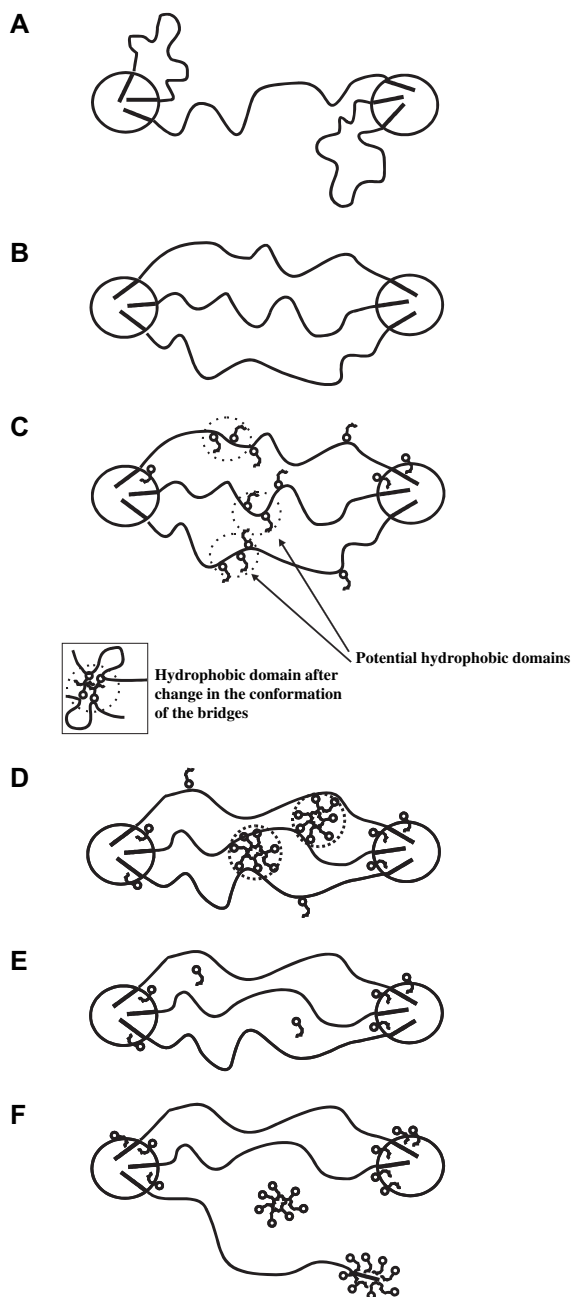 A
B
C
Potential hydrophobic domains
Hydrophobic domain after
change in the conformation
of the bridges
D
E
F